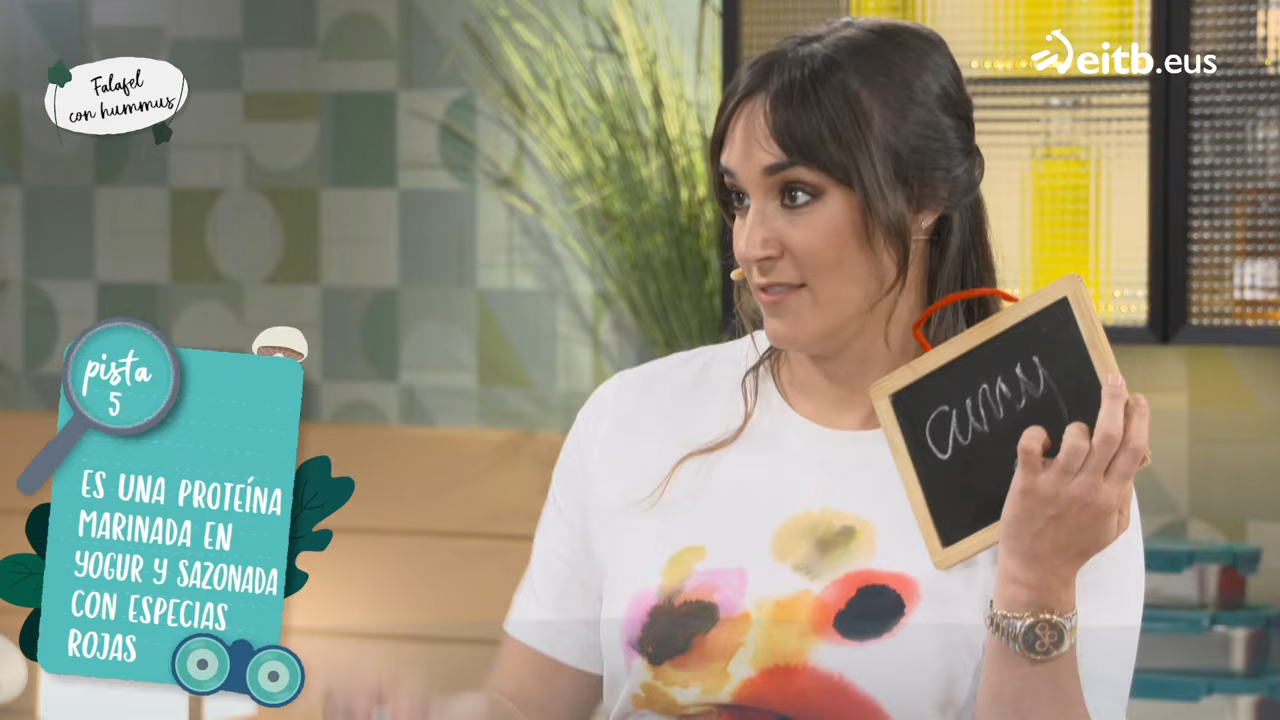 Falafel
con hummus
eitb.eus
pista
5
ES UNA PROTEÍNA
MARINADA EN
YOGUR Y SAZONADA
CON ESPECIAS
ROJAS
curry